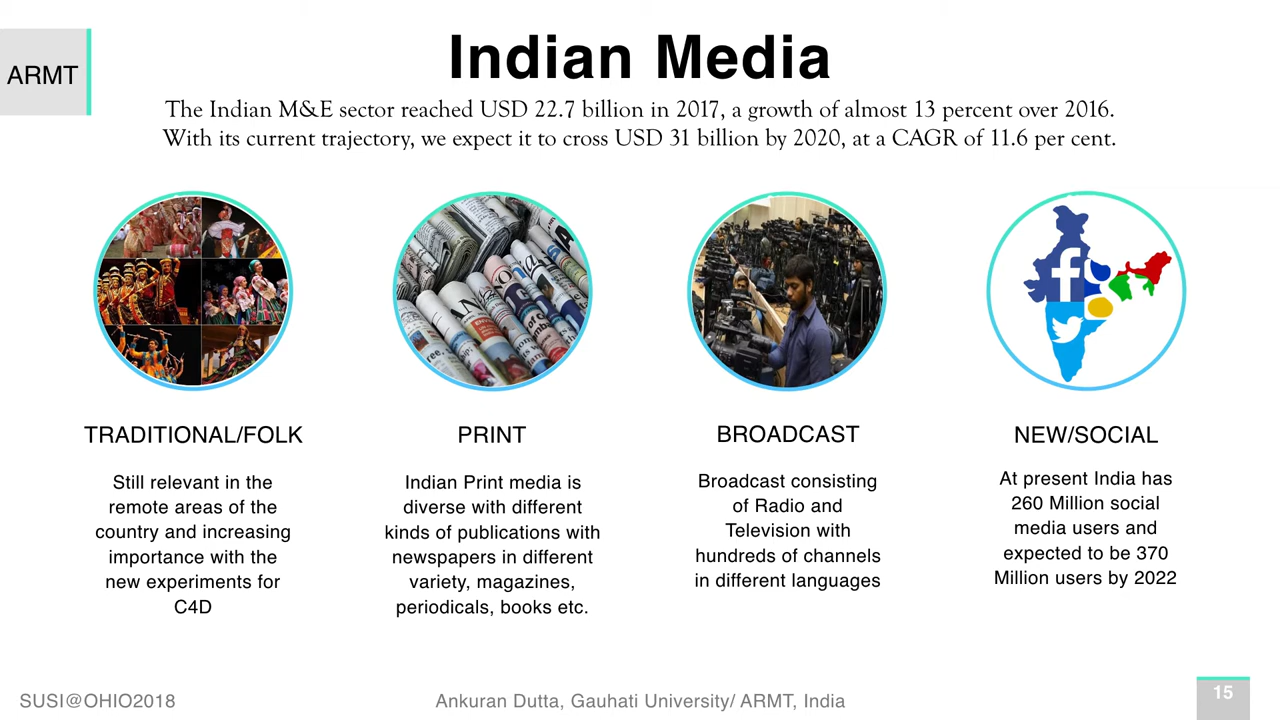 ARMT
Indian Media
The Indian M&E sector reached USD 22.7 billion in 2017, a growth of almost 13 percent over 2016.
With its current trajectory, we expect it to cross USD 31 billion by 2020, at a CAGR of 11.6 per cent.
TRADITIONAL/FOLK
Still relevant in the
remote areas of the
country and increasing
importance with the
new experiments for
C4D
PRINT
Indian Print media is
diverse with different
kinds of publications with
newspapers in different
variety, magazines,
periodicals, books etc.
BROADCAST
Broadcast consisting
of Radio and
Television with
hundreds of channels
in different languages
NEW/SOCIAL
At present India has
260 Million social
media users and
expected to be 370
Million users by 2022
SUSI@OHIO2018
Ankuran Dutta, Gauhati University/ ARMT, India
15